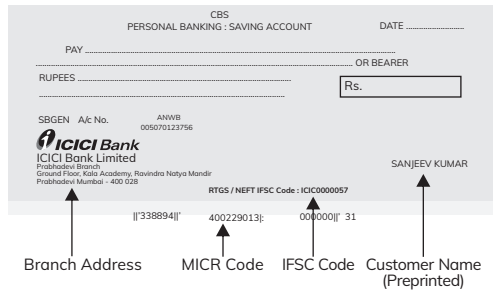 CBS
PERSONAL BANKING : SAVING ACCOUNT
DATE ............................
PAY ............................................................
............................................................ OR BEARER
RUPEES ............................................................
............................................................
Rs.
SBGEN A/c No.
ANWB
005070123756
ICICI Bank
ICICI Bank Limited
Prabhadevi Branch
Ground Floor, Kala Academy, Ravindra Natya Mandir
Prabhadevi Mumbai - 400 028
SANJEEV KUMAR
RTGS / NEFT IFSC Code : ICIC0000057
||"338894||" 400229013|: 000000||" 31
Branch Address MICR Code IFSC Code Customer Name
(Preprinted)